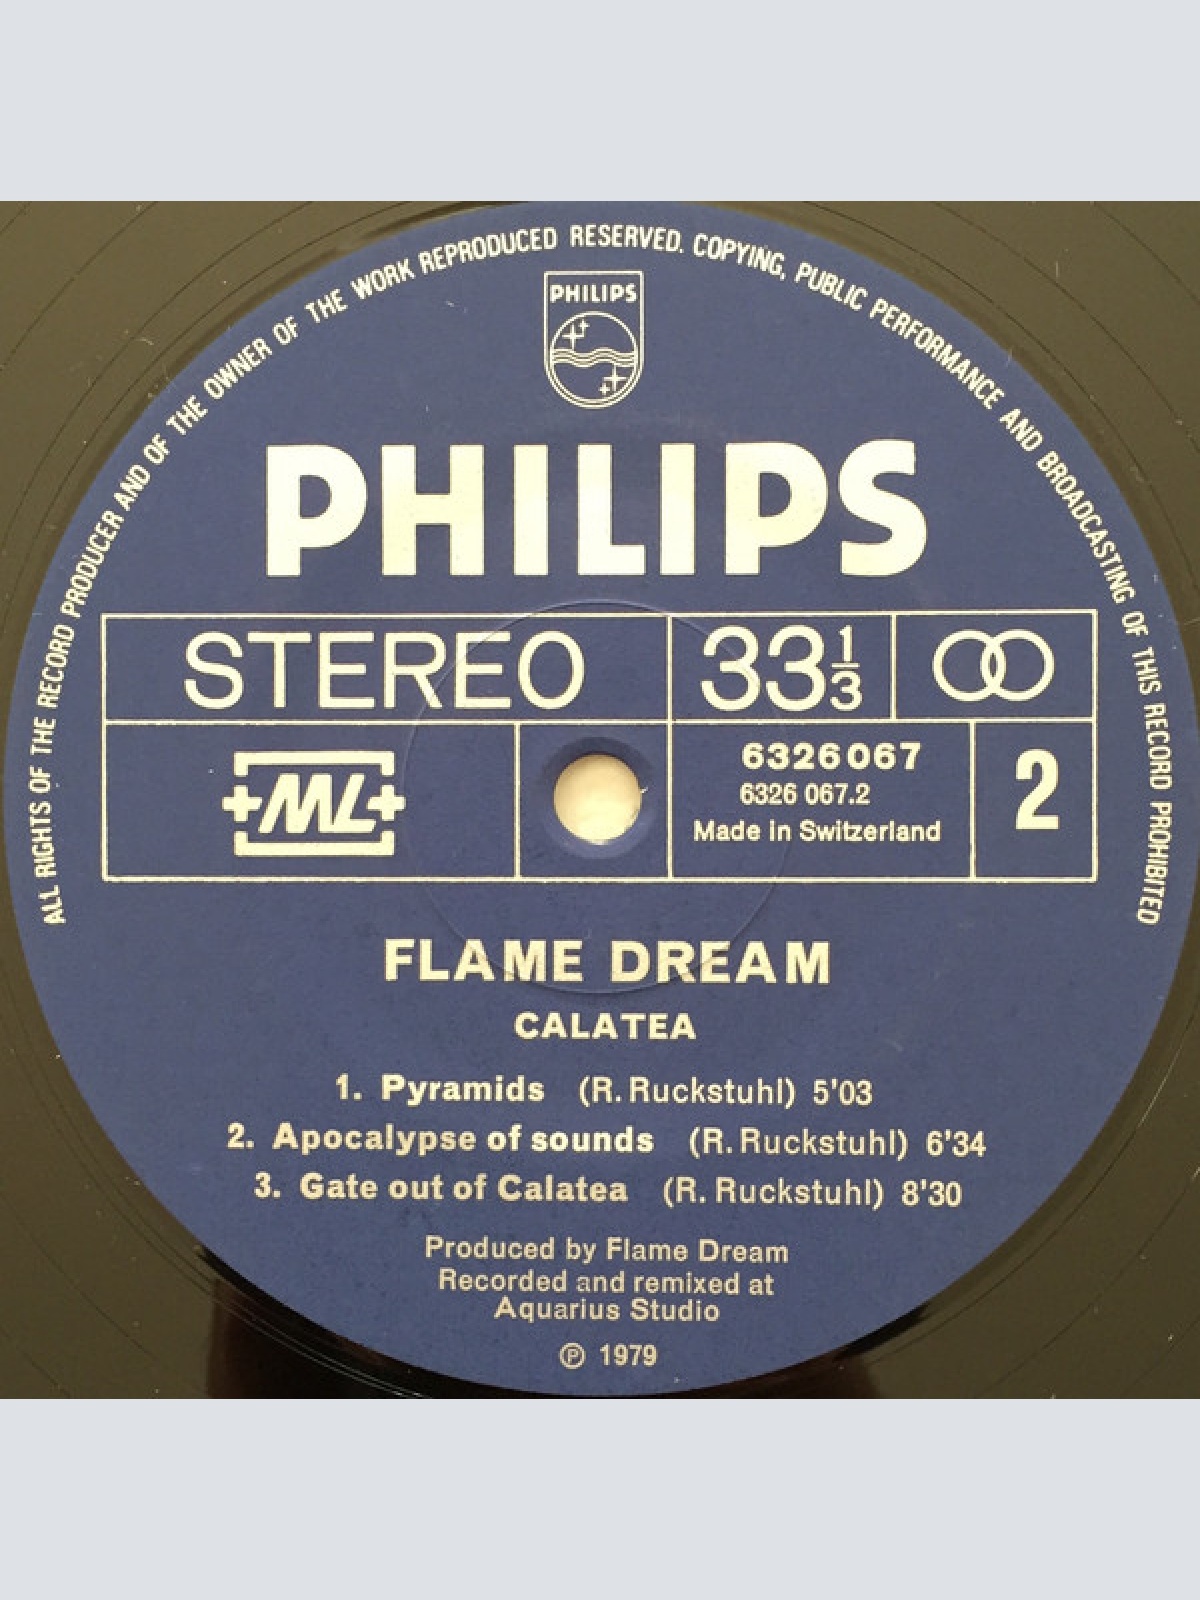 ALL RIGHTS OF THE RECORD PRODUCER AND OF THE OWNER OF THE WORK REPRODUCED RESERVED. COPYING, PUBLIC PERFORMANCE AND BROADCASTING OF THIS RECORD PROHIBITED
PHILIPS
PHILIPS
STEREO 33 1/3
ML
6326067
6326 067.2
Made in Switzerland
2
FLAME DREAM
CALATEA
1. Pyramids (R. Ruckstuhl) 5'03
2. Apocalypse of sounds (R. Ruckstuhl) 6'34
3. Gate out of Calatea (R. Ruckstuhl) 8'30
Produced by Flame Dream
Recorded and remixed at
Aquarius Studio
℗ 1979